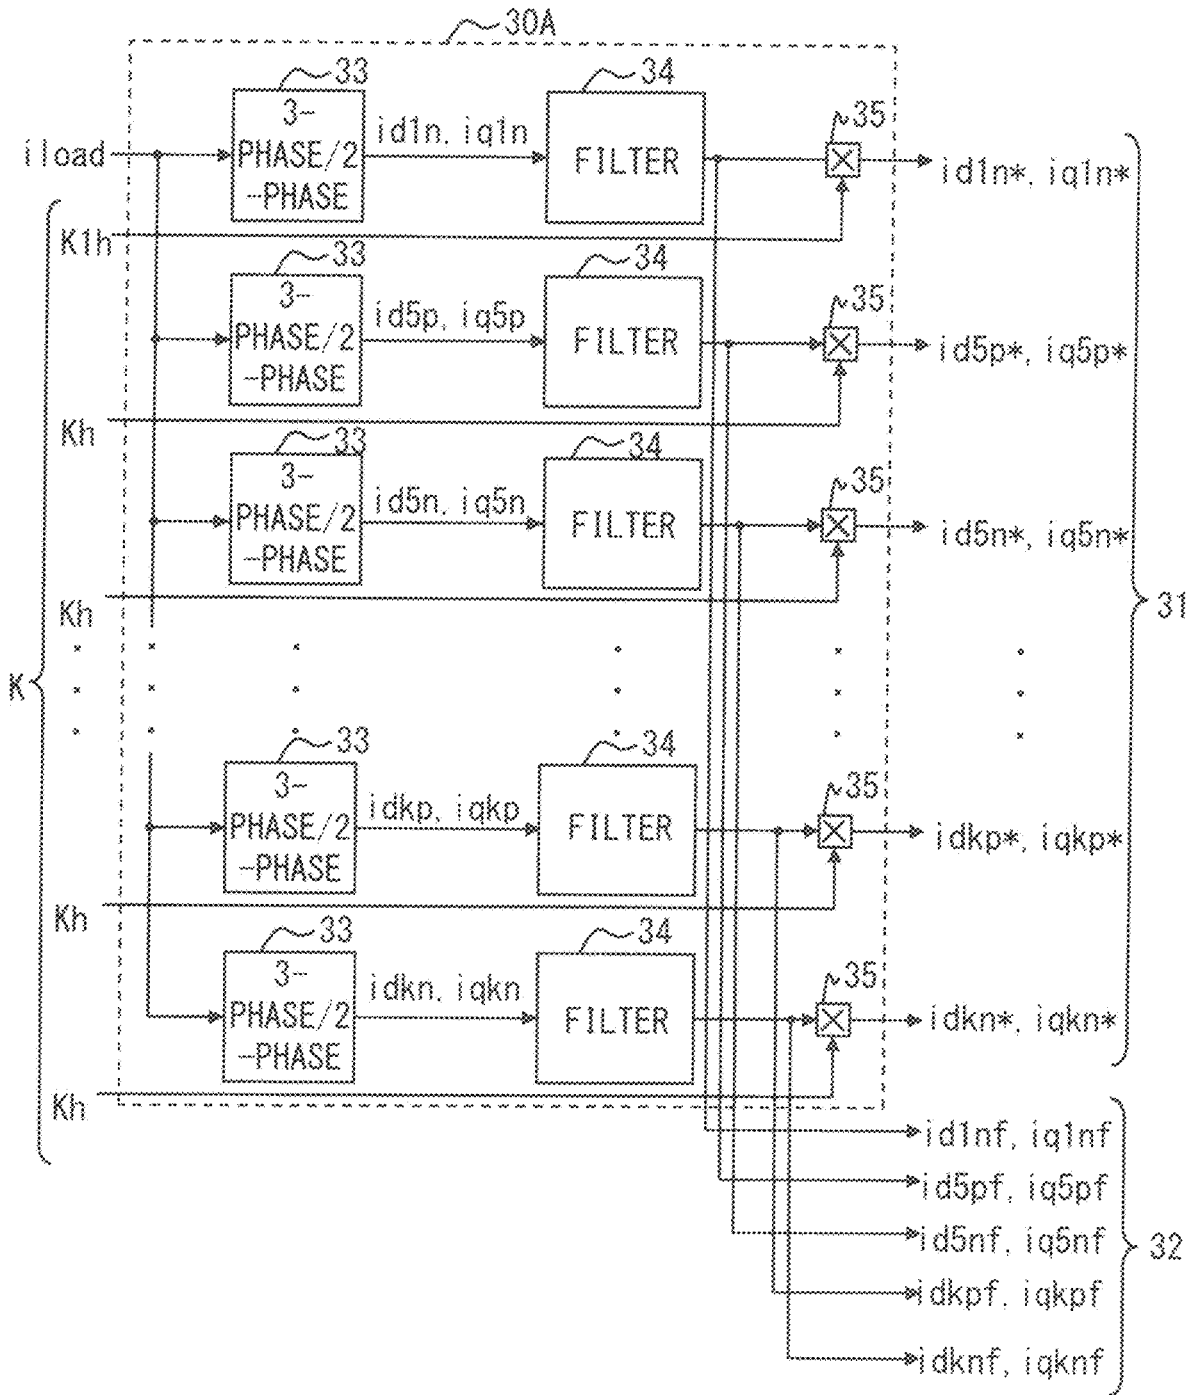 30A
33
34
35
3-
PHASE/2
-PHASE
iload
id1n, iq1n
FILTER
id1n*, iq1n*
K1h
33
34
35
3-
PHASE/2
-PHASE
id5p, iq5p
FILTER
id5p*, iq5p*
Kh
33
34
35
3-
PHASE/2
-PHASE
id5n, iq5n
FILTER
id5n*, iq5n*
Kh
31
K
33
34
35
3-
PHASE/2
-PHASE
idkp, iqkp
FILTER
idkp*, iqkp*
Kh
33
34
35
3-
PHASE/2
-PHASE
idkn, iqkn
FILTER
idkn*, iqkn*
Kh
id1nf, iq1nf
id5pf, iq5pf
id5nf, iq5nf
32
idkpf, iqkpf
idknf, iqknf